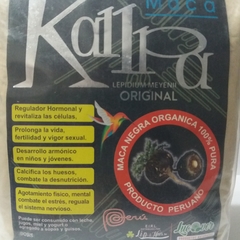 Maca
Kallpa
LEPIDIUM MEYENII
ORIGINAL
Regulador Hormonal y
revitaliza las células.
Prolonga la vida,
fertilidad y vigor sexual.
Desarrollo armónico
en niños y jóvenes.
Calcifica los huesos,
combate la desnutrición.
Agotamiento físico, mental
combate el estrés, regula
el sistema nervioso.
MACA NEGRA ORGANICA 100% PURA
PRODUCTO PERUANO
Perú